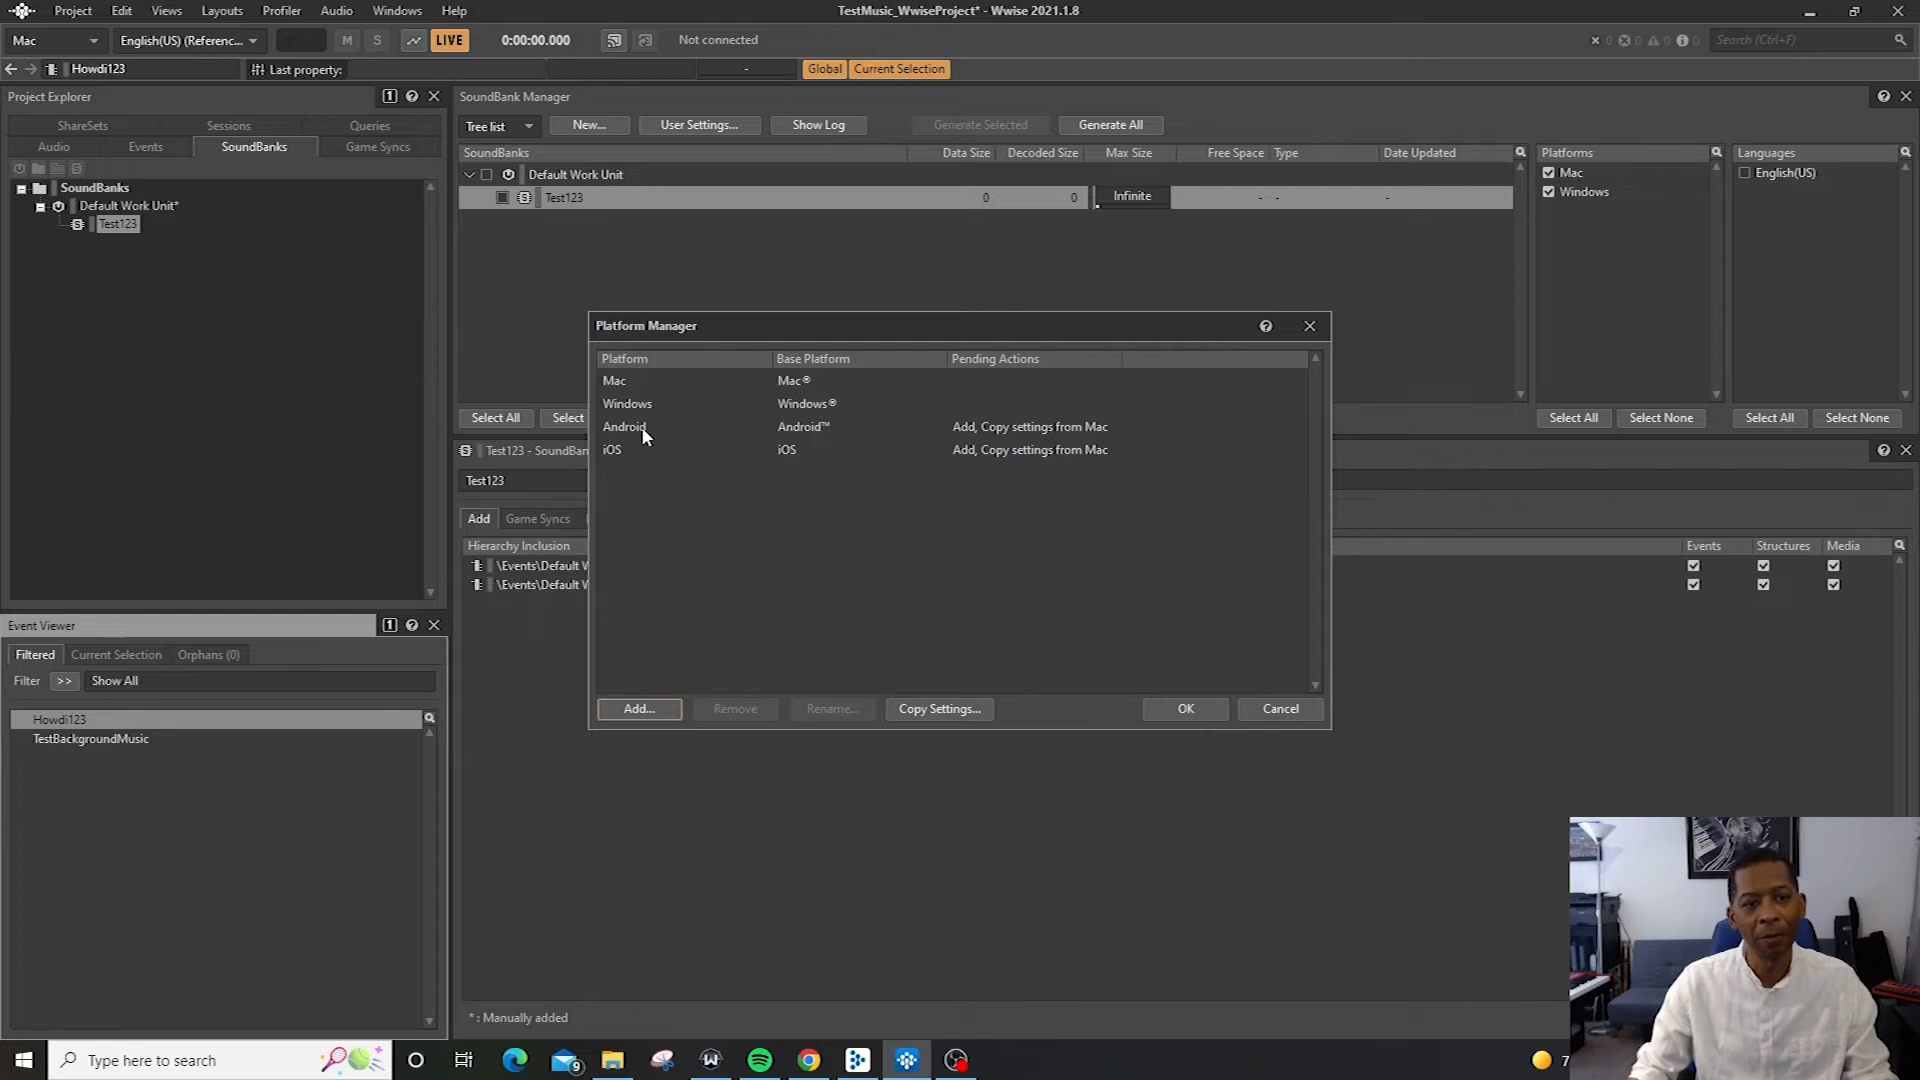 Project Edit Views Layouts Profiler Audio Windows Help
TestMusic_WwiseProject* - Wwise 2021.1.8
Mac English(US) (Referenc... M S LIVE 0:00:00.000 Not connected 0 0 0 0 Search (Ctrl+F)
Howdi123 Last property: - Global Current Selection
Project Explorer 1
ShareSets Sessions Queries
Audio Events SoundBanks Game Syncs
SoundBanks
Default Work Unit*
Test123
SoundBank Manager
Tree list New... User Settings... Show Log Generate Selected Generate All
SoundBanks Data Size Decoded Size Max Size Free Space Type Date Updated
Default Work Unit
Test123 0 0 Infinite - - -
Platforms
Mac
Windows
Languages
English(US)
Select All Select
Select All Select None
Select All Select None
Platform Manager
Platform Base Platform Pending Actions
Mac Mac®
Windows Windows®
Android Android™ Add, Copy settings from Mac
iOS iOS Add, Copy settings from Mac
Add... Remove Rename... Copy Settings... OK Cancel
Test123 - SoundBan
Test123
Add Game Syncs
Hierarchy Inclusion Events Structures Media
\Events\Default W
\Events\Default W
* : Manually added
Event Viewer 1
Filtered Current Selection Orphans (0)
Filter >> Show All
Howdi123
TestBackgroundMusic
Type here to search
9
7